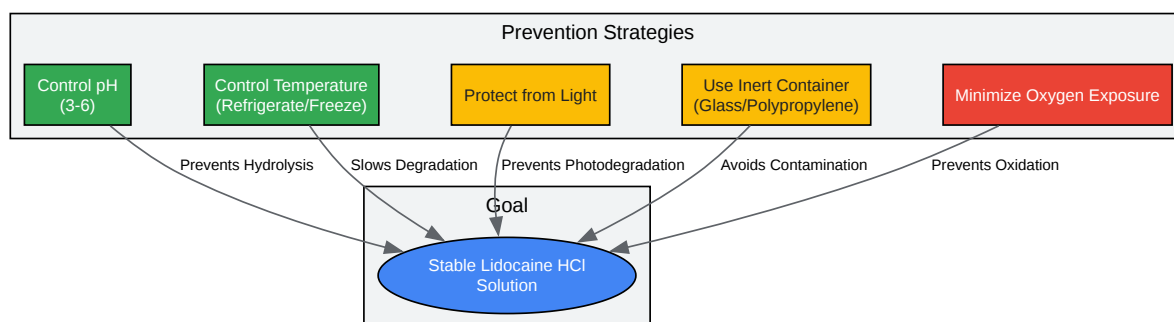 Prevention Strategies
Control pH
(3-6)
Control Temperature
(Refrigerate/Freeze)
Protect from Light
Use Inert Container
(Glass/Polypropylene)
Minimize Oxygen Exposure
Prevents Hydrolysis
Slows Degradation
Prevents Photodegradation
Avoids Contamination
Prevents Oxidation
Goal
Stable Lidocaine HCl
Solution